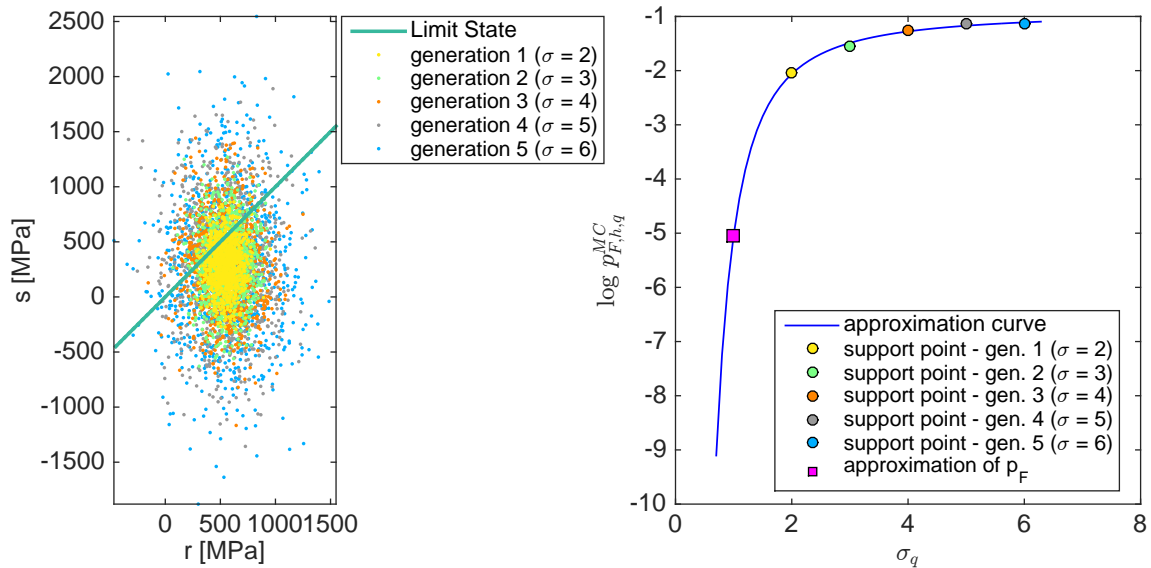 2500
2000
1500
1000
500
0
-500
-1000
-1500
s [MPa]
0
500
1000
1500
r [MPa]
Limit State
generation 1 (σ = 2)
generation 2 (σ = 3)
generation 3 (σ = 4)
generation 4 (σ = 5)
generation 5 (σ = 6)
-1
-2
-3
-4
-5
-6
-7
-8
-9
-10
log p_{F,h,q}^{MC}
0
2
4
6
8
σ_q
approximation curve
support point - gen. 1 (σ = 2)
support point - gen. 2 (σ = 3)
support point - gen. 3 (σ = 4)
support point - gen. 4 (σ = 5)
support point - gen. 5 (σ = 6)
approximation of p_F